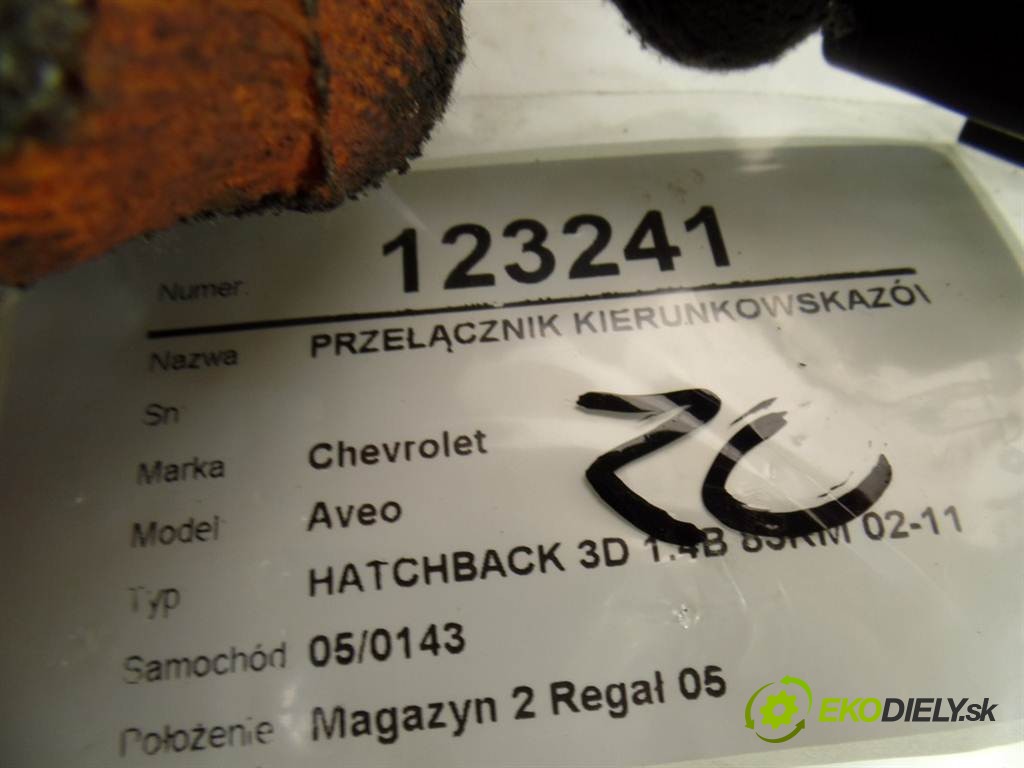 Numer: 123241
Nazwa PRZEŁĄCZNIK KIERUNKOWSKAZÓ
Sn
Marka Chevrolet
Model Aveo
Typ HATCHBACK 3D 1.4B 83KM 02-11
Samochód 05/0143
Położenie Magazyn 2 Regał 05
EKODIELY.sk